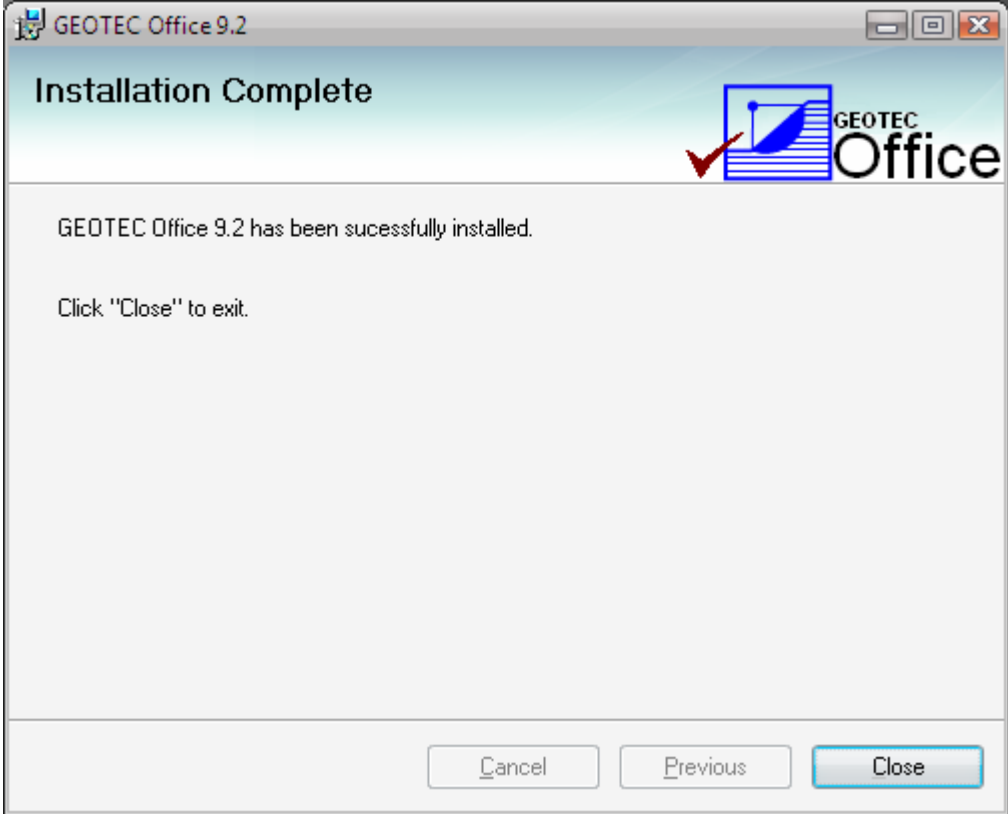 GEOTEC Office 9.2
Installation Complete
GEOTEC
Office
GEOTEC Office 9.2 has been sucessfully installed.
Click "Close" to exit.
Cancel
Previous
Close